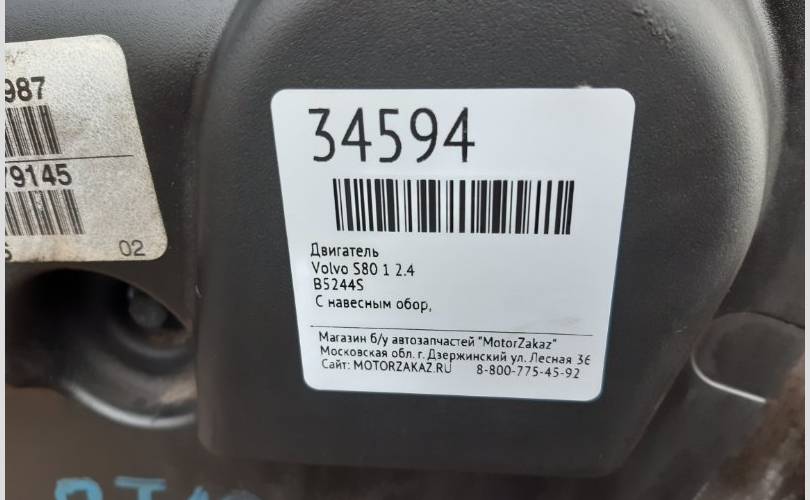 987
79145
02
34594
Двигатель
Volvo S80 1 2.4
B5244S
С навесным обор,
Магазин б/у автозапчастей "MotorZakaz"
Московская обл. г. Дзержинский ул. Лесная 36
Сайт: MOTORZAKAZ.RU 8-800-775-45-92